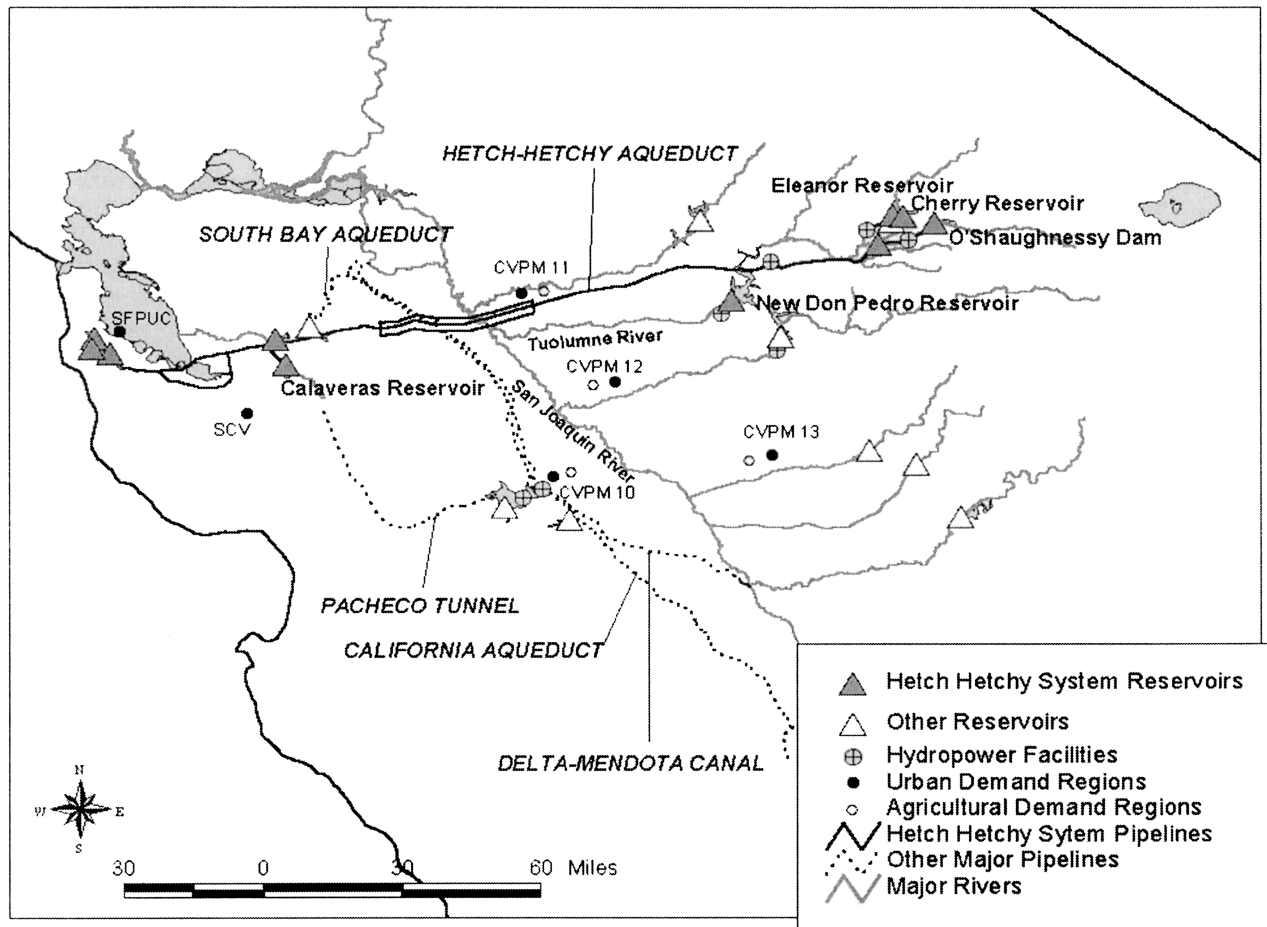 HETCH-HETCHY AQUEDUCT
Eleanor Reservoir
Cherry Reservoir
SOUTH BAY AQUEDUCT
O'Shaughnessy Dam
CVPM 11
New Don Pedro Reservoir
SFPUC
Tuolumne River
CVPM 12
Calaveras Reservoir
San Joaquin River
SCV
CVPM 13
CVPM 10
PACHECO TUNNEL
CALIFORNIA AQUEDUCT
DELTA-MENDOTA CANAL
N
W E
S
30 0 30 60 Miles
Hetch Hetchy System Reservoirs
Other Reservoirs
Hydropower Facilities
Urban Demand Regions
Agricultural Demand Regions
Hetch Hetchy Sytem Pipelines
Other Major Pipelines
Major Rivers